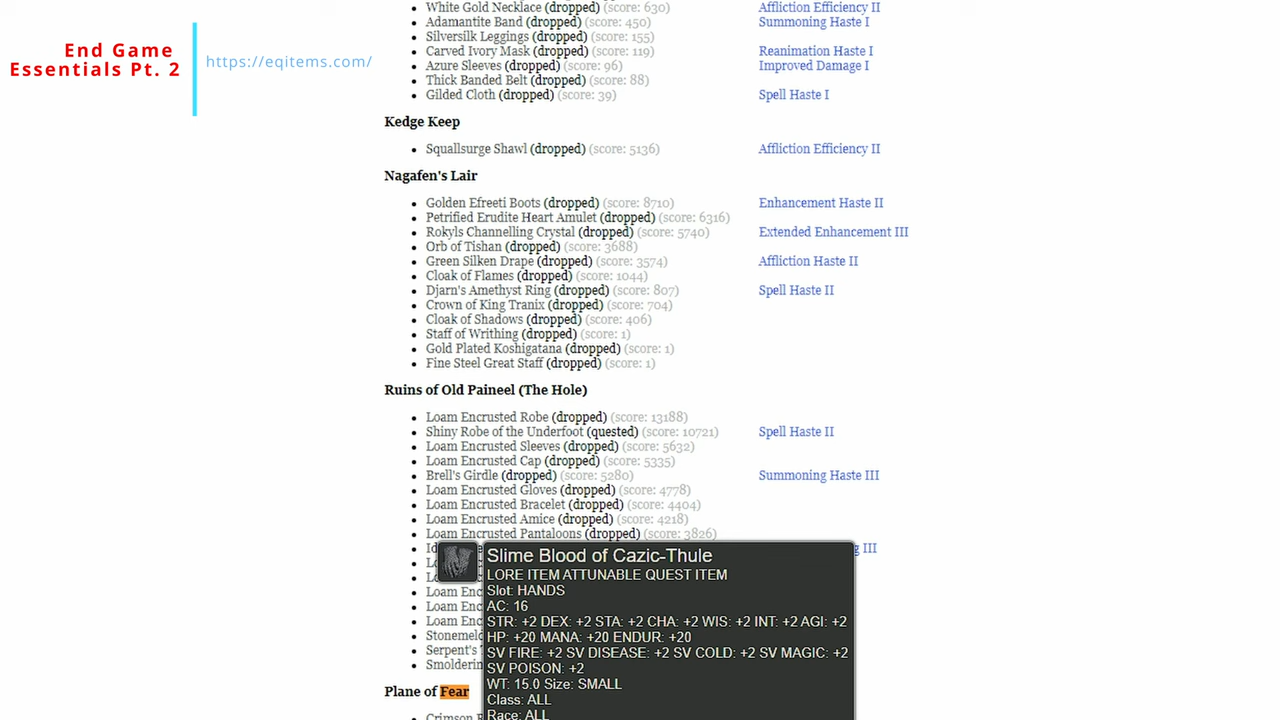 End Game
Essentials Pt. 2
https://eqitems.com/
White Gold Necklace (dropped) (score: 630) Affliction Efficiency II
Adamantite Band (dropped) (score: 450) Summoning Haste I
Silversilk Leggings (dropped) (score: 155)
Carved Ivory Mask (dropped) (score: 119) Reanimation Haste I
Azure Sleeves (dropped) (score: 96) Improved Damage I
Thick Banded Belt (dropped) (score: 88)
Gilded Cloth (dropped) (score: 39) Spell Haste I
Kedge Keep
Squallsurge Shawl (dropped) (score: 5136) Affliction Efficiency II
Nagafen's Lair
Golden Efreeti Boots (dropped) (score: 8710) Enhancement Haste II
Petrified Erudite Heart Amulet (dropped) (score: 6316)
Rokyls Channelling Crystal (dropped) (score: 5740) Extended Enhancement III
Orb of Tishan (dropped) (score: 3688)
Green Silken Drape (dropped) (score: 3574) Affliction Haste II
Cloak of Flames (dropped) (score: 1044)
Djarn's Amethyst Ring (dropped) (score: 807) Spell Haste II
Crown of King Tranix (dropped) (score: 704)
Cloak of Shadows (dropped) (score: 406)
Staff of Writhing (dropped) (score: 1)
Gold Plated Koshigatana (dropped) (score: 1)
Fine Steel Great Staff (dropped) (score: 1)
Ruins of Old Paineel (The Hole)
Loam Encrusted Robe (dropped) (score: 13188)
Shiny Robe of the Underfoot (quested) (score: 10721) Spell Haste II
Loam Encrusted Sleeves (dropped) (score: 5632)
Loam Encrusted Cap (dropped) (score: 5335)
Brell's Girdle (dropped) (score: 5280) Summoning Haste III
Loam Encrusted Gloves (dropped) (score: 4778)
Loam Encrusted Bracelet (dropped) (score: 4404)
Loam Encrusted Amice (dropped) (score: 4218)
Loam Encrusted Pantaloons (dropped) (score: 3826)
III
Loam Enc
Loam Enc
Loam Enc
Stonemeld
Serpent's
Smolderin
Plane of Fear
Crimson
Slime Blood of Cazic-Thule
LORE ITEM ATTUNABLE QUEST ITEM
Slot: HANDS
AC: 16
STR: +2 DEX: +2 STA: +2 CHA: +2 WIS: +2 INT: +2 AGI: +2
HP: +20 MANA: +20 ENDUR: +20
SV FIRE: +2 SV DISEASE: +2 SV COLD: +2 SV MAGIC: +2
SV POISON: +2
WT: 15.0 Size: SMALL
Class: ALL
Race: ALL